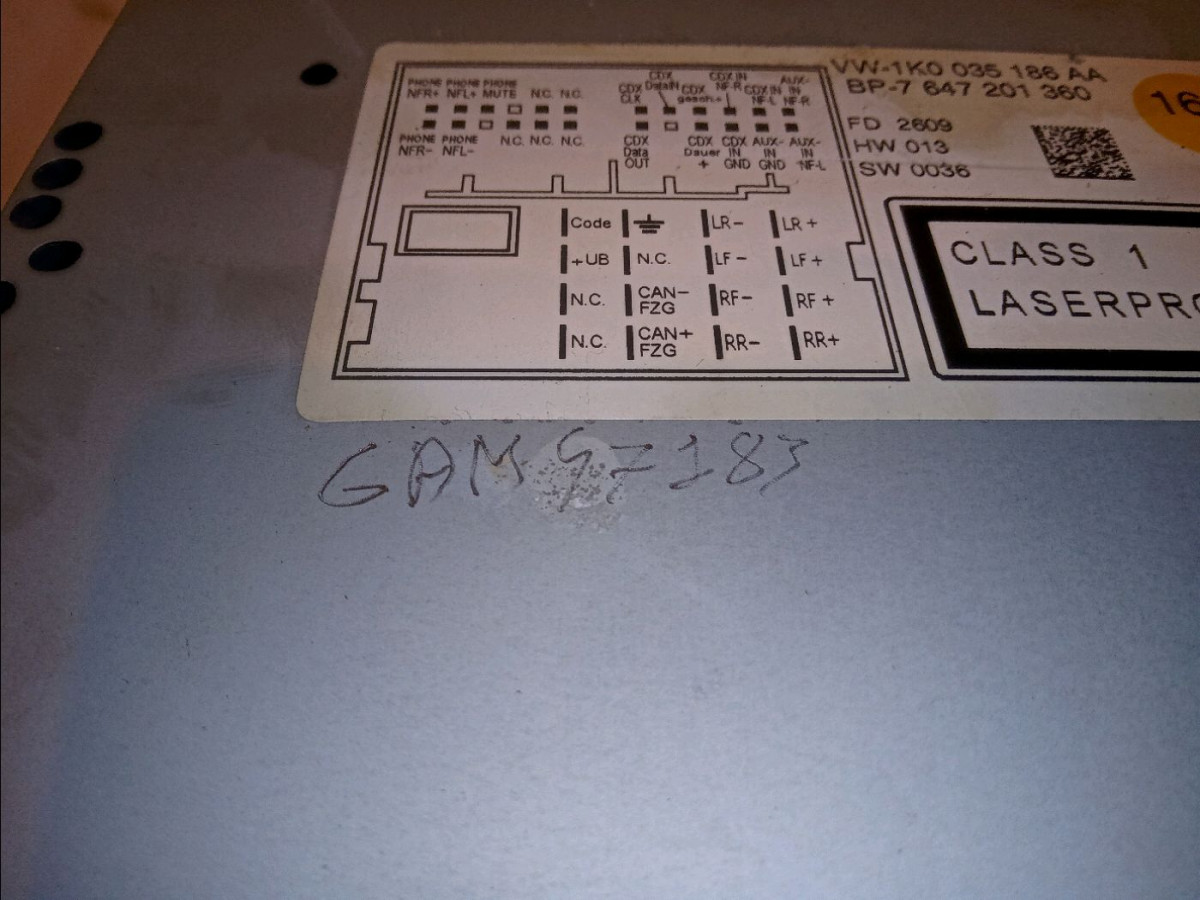 PHONE PHONE PHONE
NFR+ NFL+ MUTE N.C. N.C.
PHONE PHONE
NFR- NFL- N.C. N.C. N.C.
CDX CLK
CDX DataIN
CDX gesch.+
CDX IN NF-R
CDX IN NF-L
AUX-IN NF-R
CDX Data OUT
CDX Dauer +
CDX IN GND
AUX-IN GND
AUX-IN NF-L
Code LR- LR+
+UB N.C. LF- LF+
N.C. CAN- FZG RF- RF+
N.C. CAN+ FZG RR- RR+
VW-1K0 035 186 AA
BP-7 647 201 360
FD 2609
HW 013
SW 0036
16
CLASS 1
LASERPRO
GAM 57183